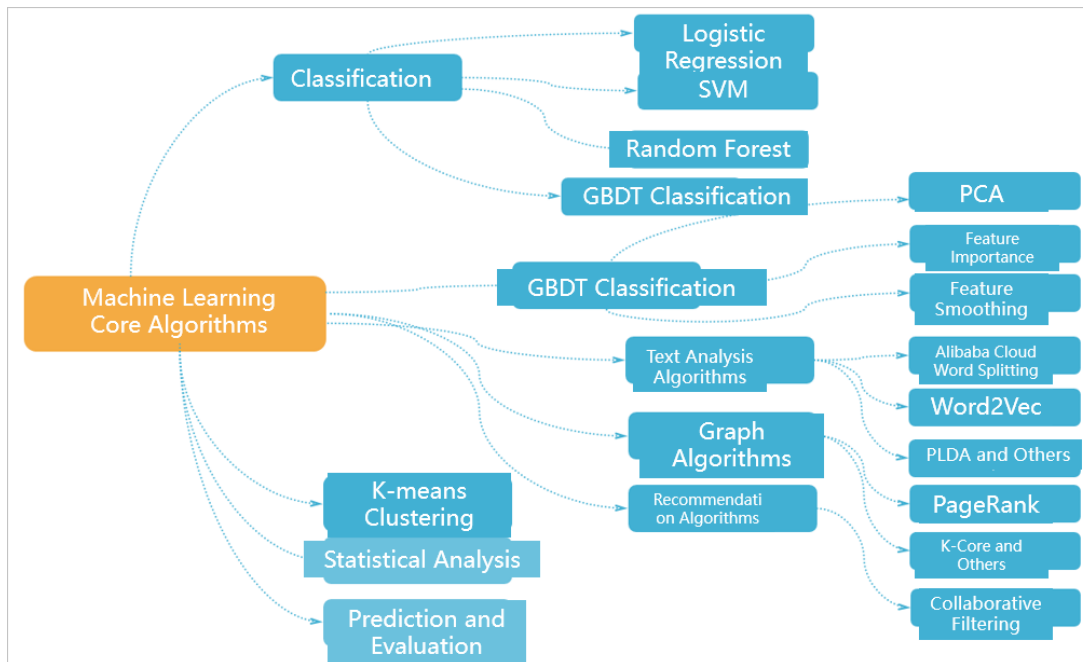 Logistic
Regression
Classification
SVM
Random Forest
GBDT Classification
PCA
Feature
Importance
GBDT Classification
Feature
Smoothing
Machine Learning
Core Algorithms
Text Analysis
Algorithms
Alibaba Cloud
Word Splitting
Word2Vec
Graph
Algorithms
PLDA and Others
K-means
Clustering
Recommendati
on Algorithms
PageRank
Statistical Analysis
K-Core and
Others
Prediction and
Evaluation
Collaborative
Filtering